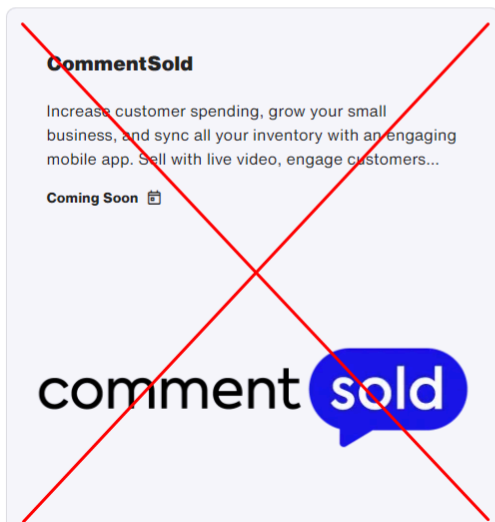 CommentSold
Increase customer spending, grow your small
business, and sync all your inventory with an engaging
mobile app. Sell with live video, engage customers...
Coming Soon
comment sold